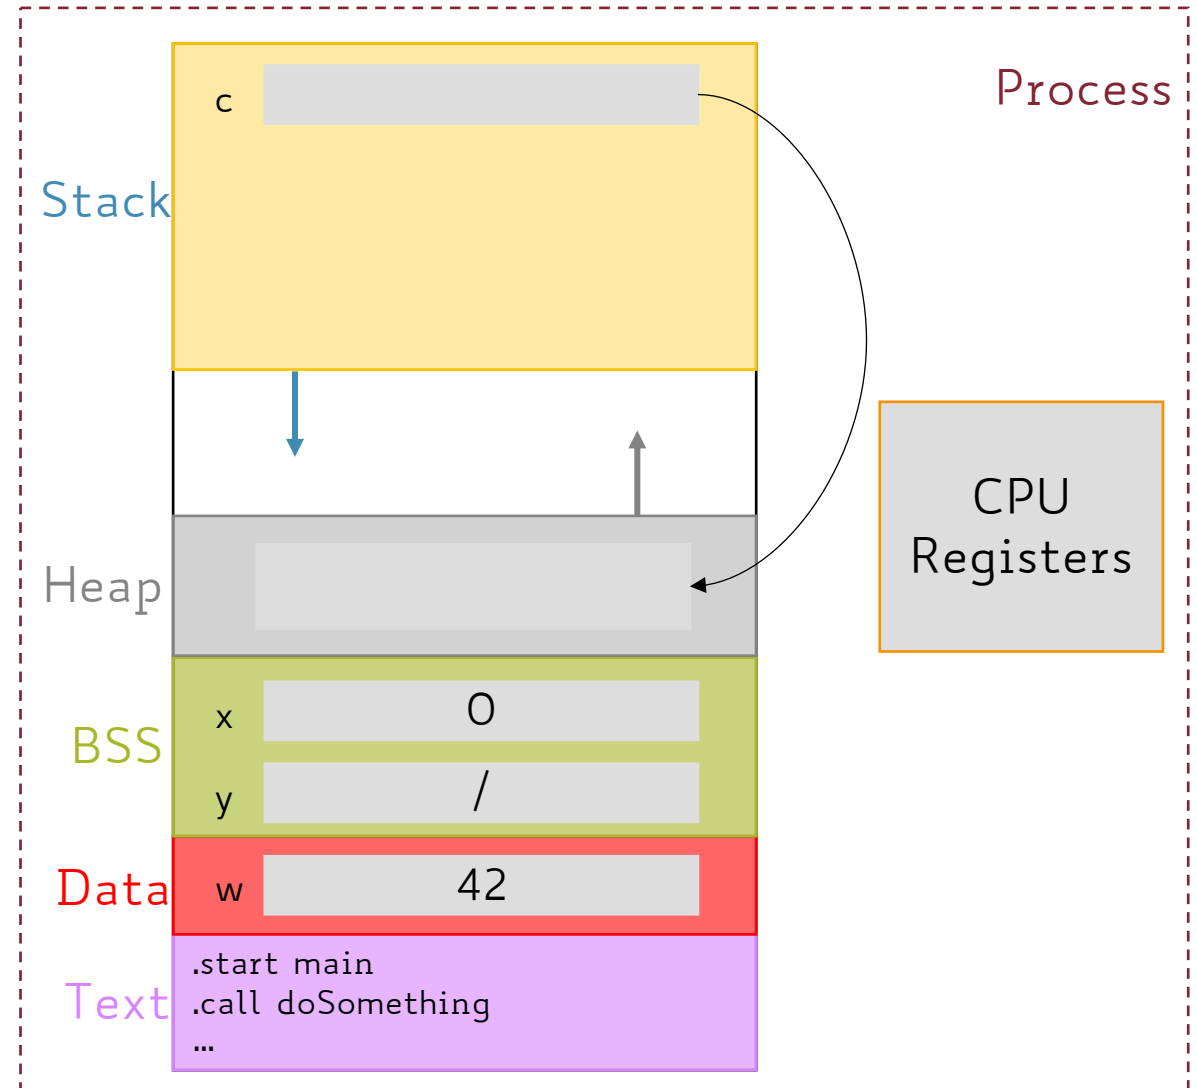 Process
c
Stack
CPU
Registers
Heap
x 0
BSS
y /
Data w 42
.start main
Text
.call doSomething
...